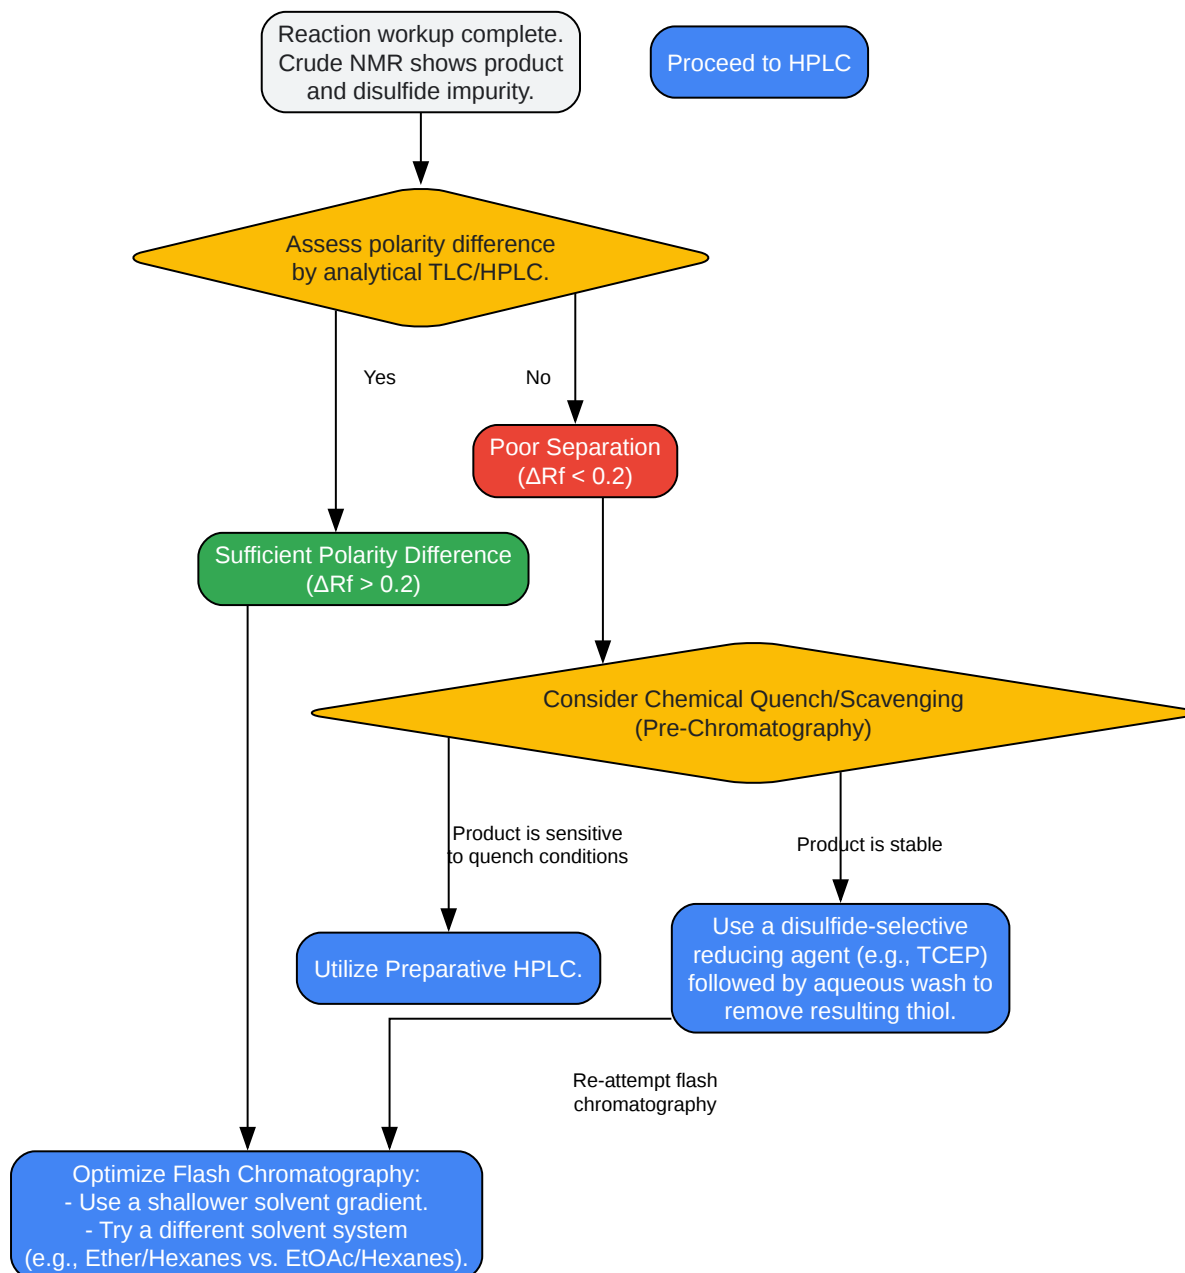 Reaction workup complete.
Crude NMR shows product
and disulfide impurity.
Proceed to HPLC
Assess polarity difference
by analytical TLC/HPLC.
Yes
No
Poor Separation
(ΔRf < 0.2)
Sufficient Polarity Difference
(ΔRf > 0.2)
Consider Chemical Quench/Scavenging
(Pre-Chromatography)
Product is sensitive
to quench conditions
Product is stable
Utilize Preparative HPLC.
Use a disulfide-selective
reducing agent (e.g., TCEP)
followed by aqueous wash to
remove resulting thiol.
Re-attempt flash
chromatography
Optimize Flash Chromatography:
- Use a shallower solvent gradient.
- Try a different solvent system
(e.g., Ether/Hexanes vs. EtOAc/Hexanes).